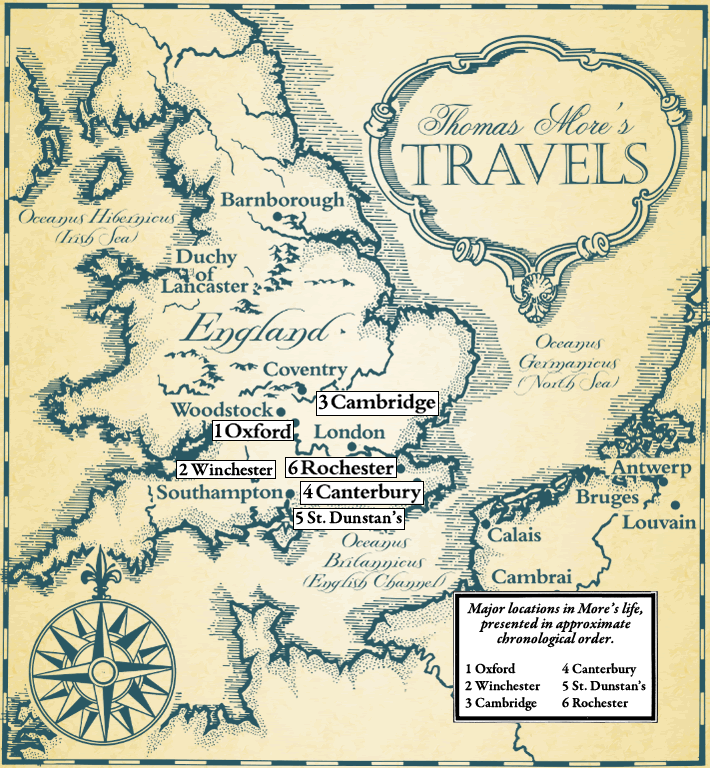 Thomas More's
TRAVELS
Barnborough
Oceanus Hibernicus
(Irish Sea)
Duchy
of
Lancaster
England
Oceanus
Germanicus
(North Sea)
Coventry
3 Cambridge
Woodstock
1 Oxford
London
2 Winchester
6 Rochester
Antwerp
Southampton
4 Canterbury
Bruges
5 St. Dunstan's
Louvain
Calais
Oceanus
Britannicus
(English Channel)
Cambrai
Major locations in More's life,
presented in approximate
chronological order.
1 Oxford
2 Winchester
3 Cambridge
4 Canterbury
5 St. Dunstan's
6 Rochester